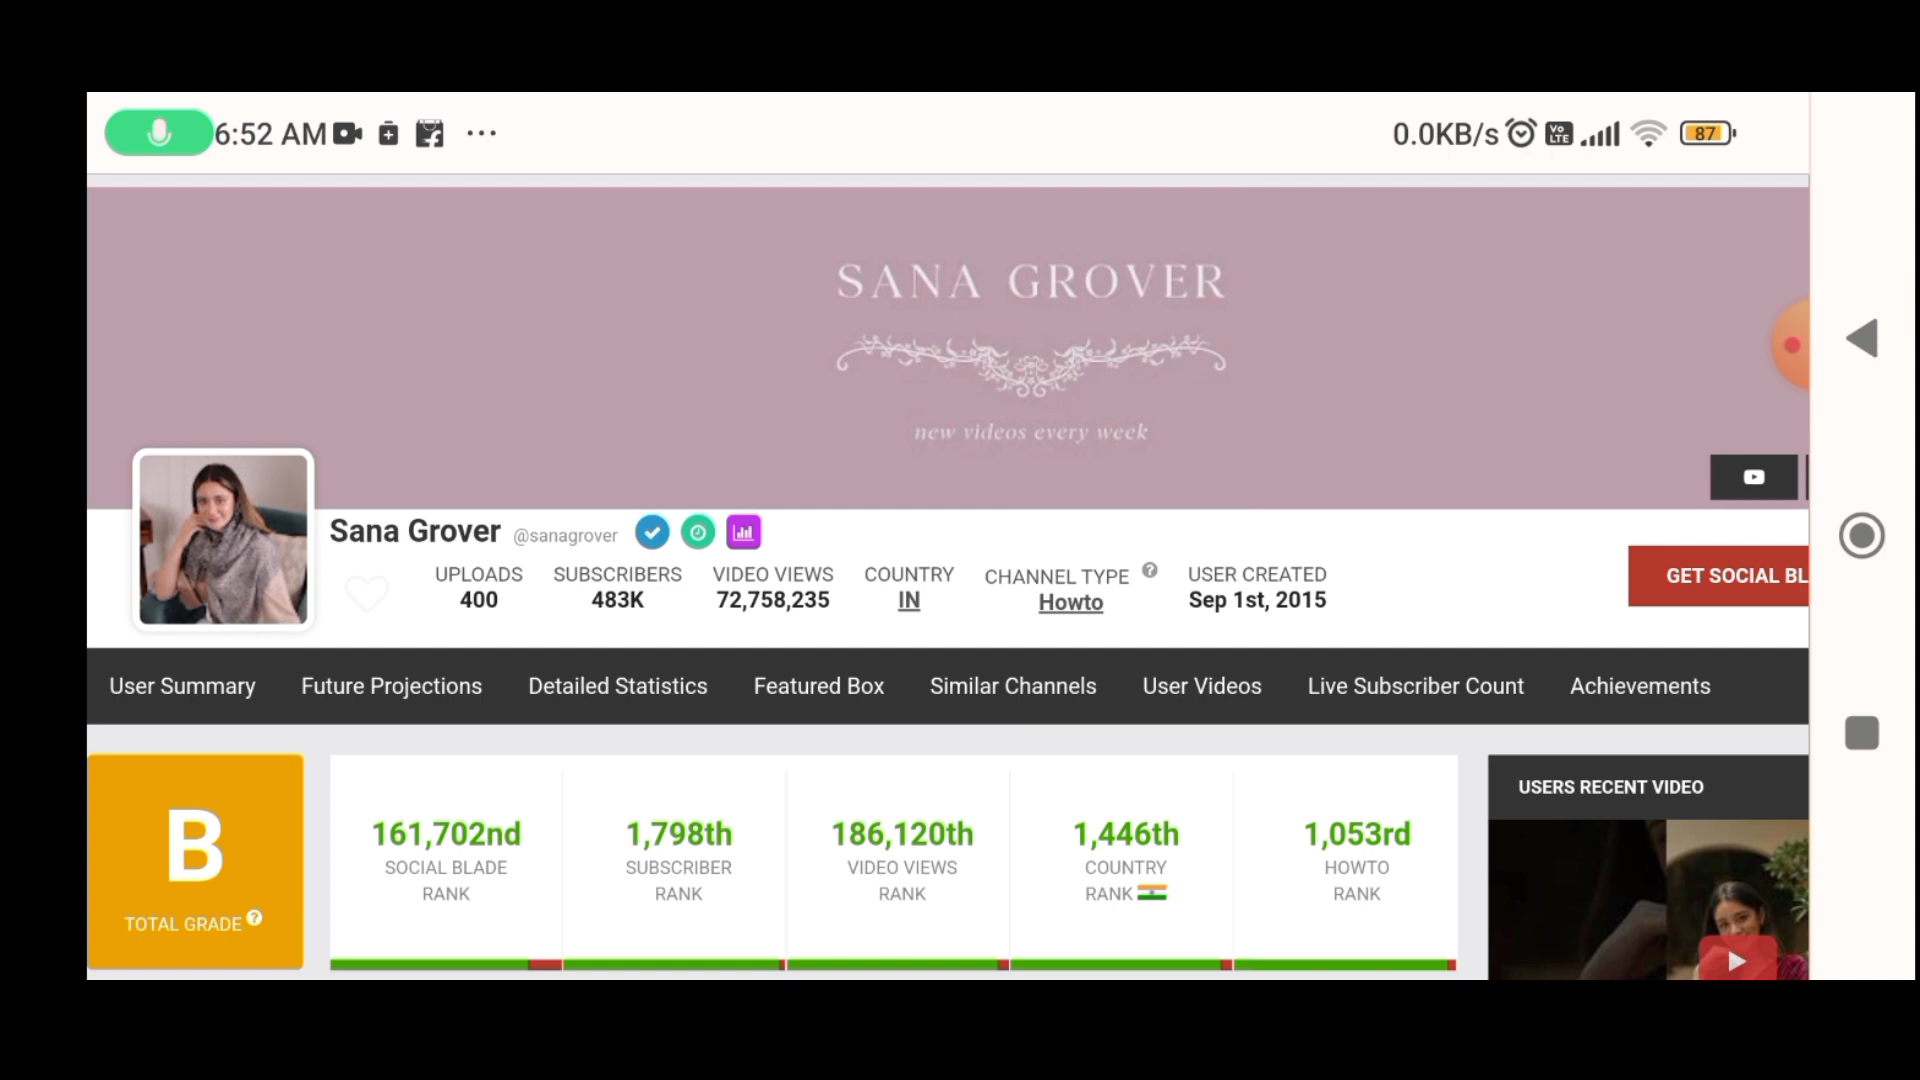 6:52 AM
0.0KB/s
Vo LTE
87
SANA GROVER
new videos every week
Sana Grover @sanagrover
UPLOADS SUBSCRIBERS VIDEO VIEWS COUNTRY CHANNEL TYPE ? USER CREATED
400 483K 72,758,235 IN Howto Sep 1st, 2015
GET SOCIAL BL
User Summary Future Projections Detailed Statistics Featured Box Similar Channels User Videos Live Subscriber Count Achievements
B
TOTAL GRADE ?
161,702nd
SOCIAL BLADE
RANK
1,798th
SUBSCRIBER
RANK
186,120th
VIDEO VIEWS
RANK
1,446th
COUNTRY
RANK
1,053rd
HOWTO
RANK
USERS RECENT VIDEO